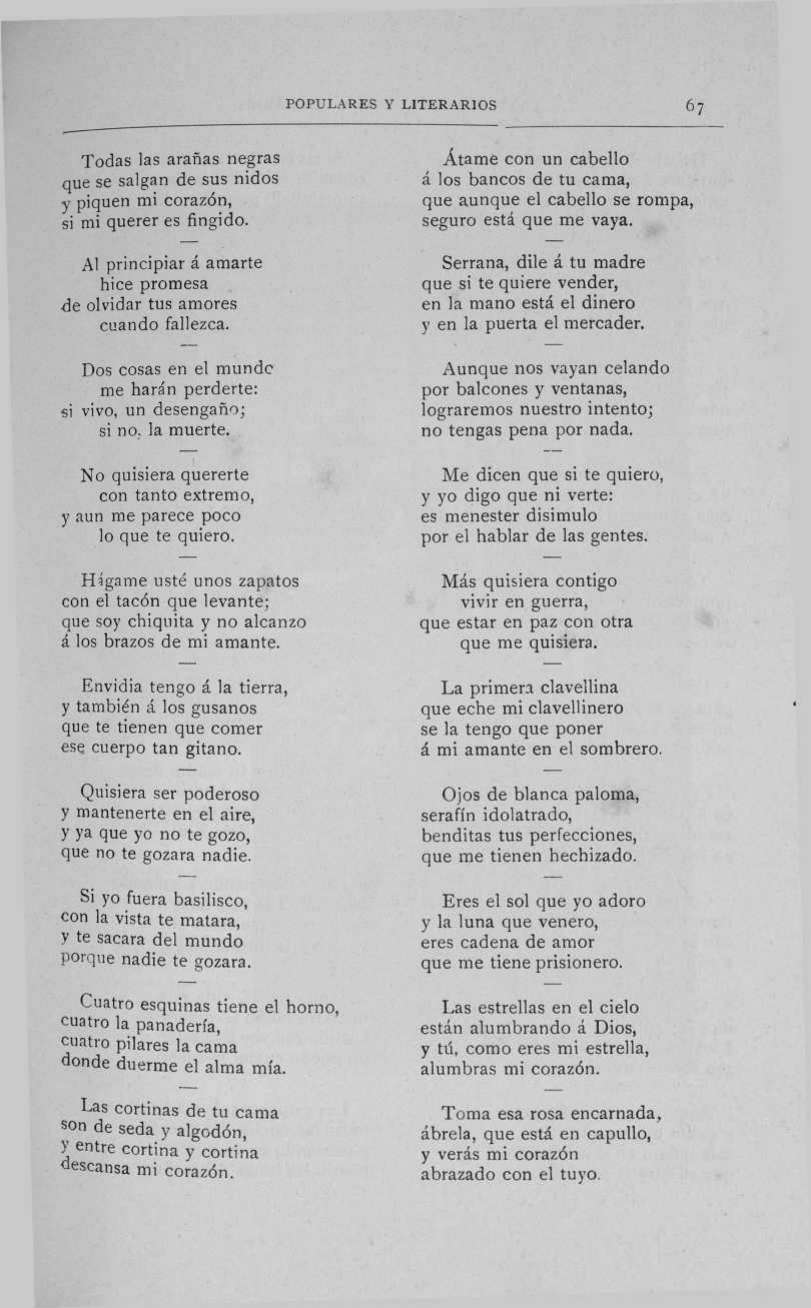 POPULARES Y LITERARIOS 67
Todas las arañas negras
que se salgan de sus nidos
y piquen mi corazón,
si mi querer es fingido.
Al principiar á amarte
hice promesa
de olvidar tus amores
cuando fallezca.
Dos cosas en el mundo
me harán perderte:
si vivo, un desengaño;
si no, la muerte.
No quisiera quererte
con tanto extremo,
y aun me parece poco
lo que te quiero.
Hágame usté unos zapatos
con el tacón que levante;
que soy chiquita y no alcanzo
á los brazos de mi amante.
Envidia tengo á la tierra,
y también á los gusanos
que te tienen que comer
ese cuerpo tan gitano.
Quisiera ser poderoso
y mantenerte en el aire,
y ya que yo no te gozo,
que no te gozara nadie.
Si yo fuera basilisco,
con la vista te matara,
y te sacara del mundo
porque nadie te gozara.
Cuatro esquinas tiene el horno,
cuatro la panadería,
cuatro pilares la cama
donde duerme el alma mía.
Las cortinas de tu cama
son de seda y algodón,
y entre cortina y cortina
descansa mi corazón.
Átame con un cabello
á los bancos de tu cama,
que aunque el cabello se rompa,
seguro está que me vaya.
Serrana, dile á tu madre
que si te quiere vender,
en la mano está el dinero
y en la puerta el mercader.
Aunque nos vayan celando
por balcones y ventanas,
lograremos nuestro intento;
no tengas pena por nada.
Me dicen que si te quiero,
y yo digo que ni verte:
es menester disimulo
por el hablar de las gentes.
Más quisiera contigo
vivir en guerra,
que estar en paz con otra
que me quisiera.
La primera clavellina
que eche mi clavellinero
se la tengo que poner
á mi amante en el sombrero.
Ojos de blanca paloma,
serafín idolatrado,
benditas tus perfecciones,
que me tienen hechizado.
Eres el sol que yo adoro
y la luna que venero,
eres cadena de amor
que me tiene prisionero.
Las estrellas en el cielo
están alumbrando á Dios,
y tú, como eres mi estrella,
alumbras mi corazón.
Toma esa rosa encarnada,
ábrela, que está en capullo,
y verás mi corazón
abrazado con el tuyo.